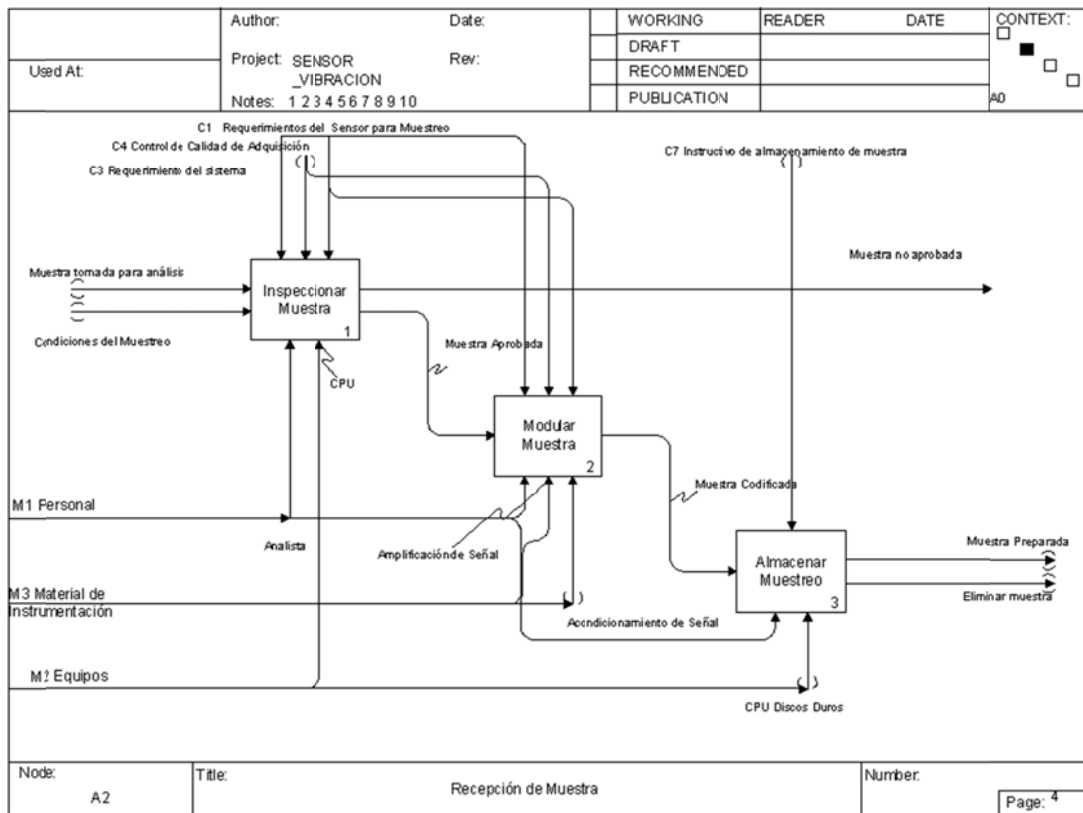 Used At:
Author:
Date:
Project: SENSOR
_VIBRACION
Rev:
Notes: 1 2 3 4 5 6 7 8 9 10
WORKING
DRAFT
RECOMMENDED
PUBLICATION
READER
DATE
CONTEXT:
A0
C1 Requerimientos del Sensor para Muestreo
C4 Control de Calidad de Adquisición
C3 Requerimiento del sistema
C7 Instructivo de almacenamiento de muestra
Muestra tomada para análisis
Condiciones del Muestreo
Inspeccionar
Muestra
1
Muestra no aprobada
CPU
Muestra Aprobada
Modular
Muestra
2
Muestra Codificada
M1 Personal
Analista
Amplificación de Señal
Almacenar
Muestreo
3
Muestra Preparada
Eliminar muestra
M3 Material de
Instrumentación
Acondicionamiento de Señal
M2 Equipos
CPU Discos Duros
Node:
A2
Title:
Recepción de Muestra
Number:
Page: 4